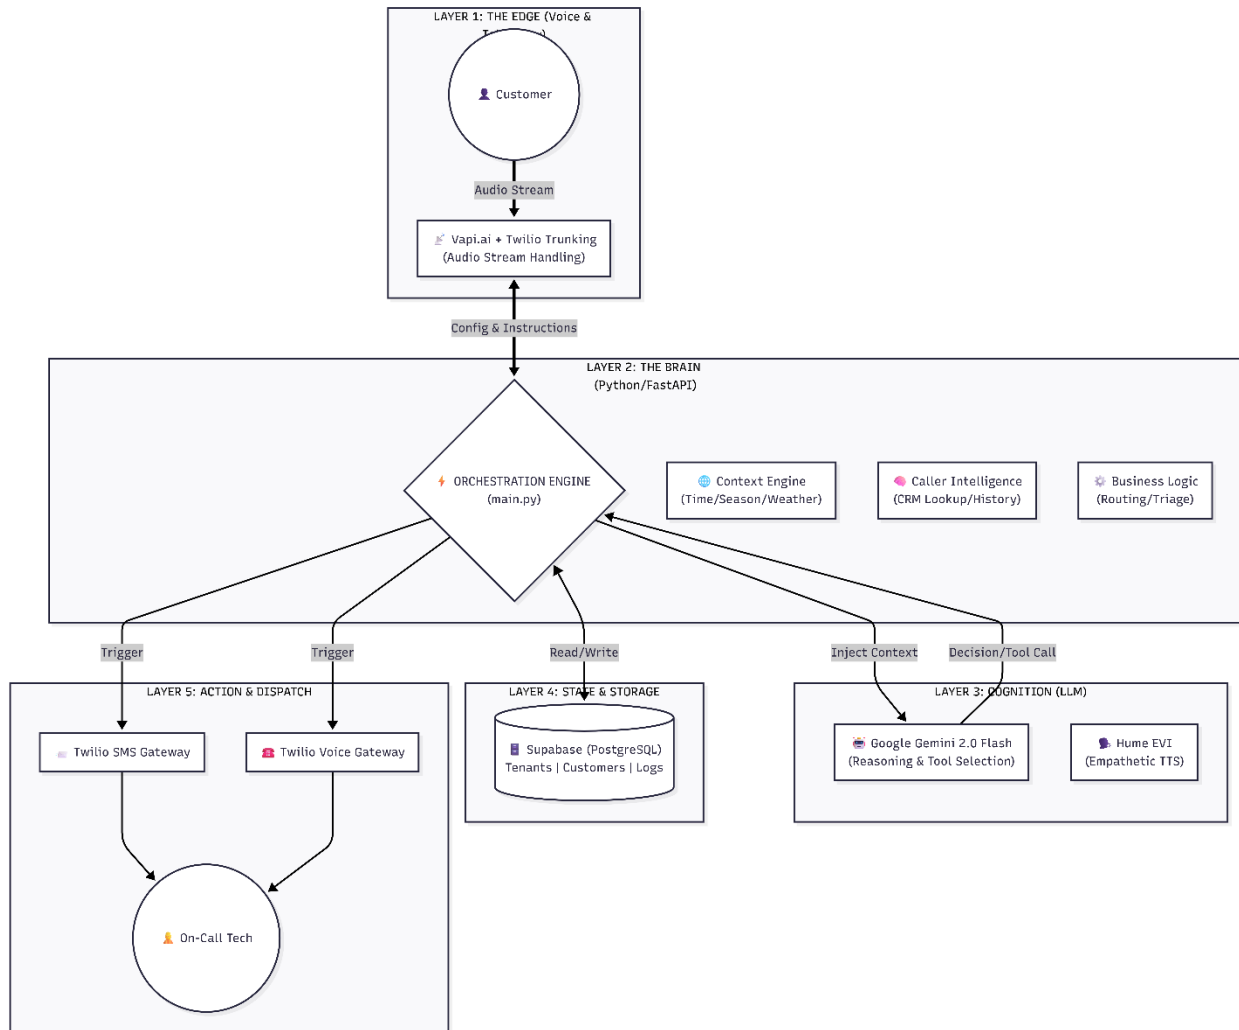 LAYER 1: THE EDGE (Voice &
Customer
Audio Stream
Vapi.ai + Twilio Trunking
(Audio Stream Handling)
Config & Instructions
LAYER 2: THE BRAIN
(Python/FastAPI)
ORCHESTRATION ENGINE
(main.py)
Context Engine
(Time/Season/Weather)
Caller Intelligence
(CRM Lookup/History)
Business Logic
(Routing/Triage)
Trigger
Trigger
Read/Write
Inject Context
Decision/Tool Call
LAYER 5: ACTION & DISPATCH
Twilio SMS Gateway
Twilio Voice Gateway
On-Call Tech
LAYER 4: STATE & STORAGE
Supabase (PostgreSQL)
Tenants | Customers | Logs
LAYER 3: COGNITION (LLM)
Google Gemini 2.0 Flash
(Reasoning & Tool Selection)
Hume EVI
(Empathetic TTS)